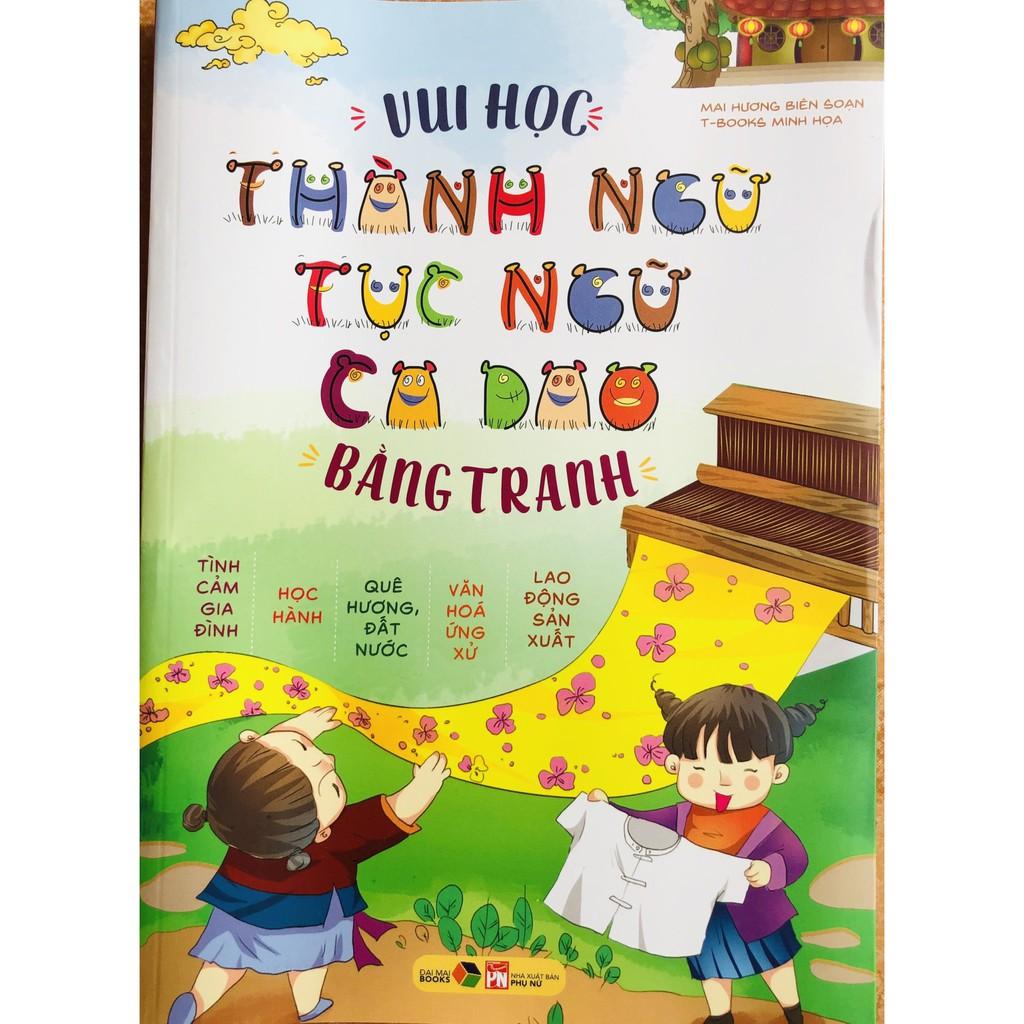 MAI HƯƠNG BIÊN SOẠN
T-BOOKS MINH HỌA
VUI HỌC
THÀNH NGỮ
TỤC NGỮ
CA DAO
BẰNG TRANH
TÌNH
CẢM
GIA
ĐÌNH
HỌC
HÀNH
QUÊ
HƯƠNG,
ĐẤT
NƯỚC
VĂN
HOÁ
ỨNG
XỬ
LAO
ĐỘNG
SẢN
XUẤT
ĐẠI MAI
BOOKS
PN
NHÀ XUẤT BẢN
PHỤ NỮ